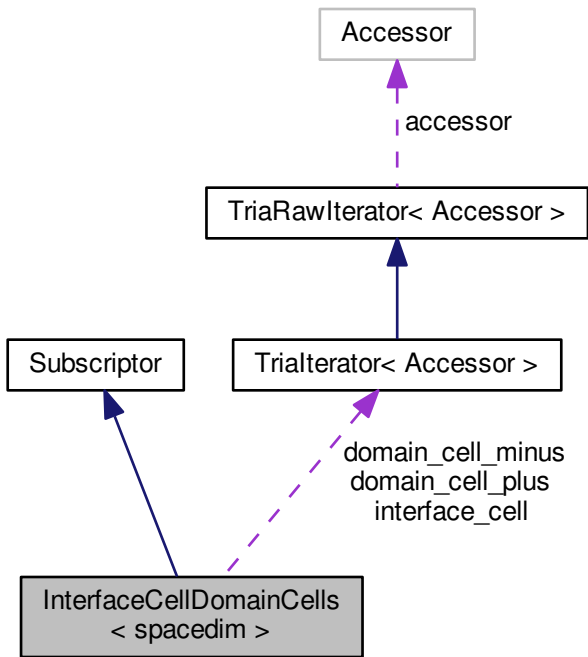 Accessor
accessor
TriaRawIterator< Accessor >
Subscriptor
TriaIterator< Accessor >
domain_cell_minus
domain_cell_plus
interface_cell
InterfaceCellDomainCells
< spacedim >